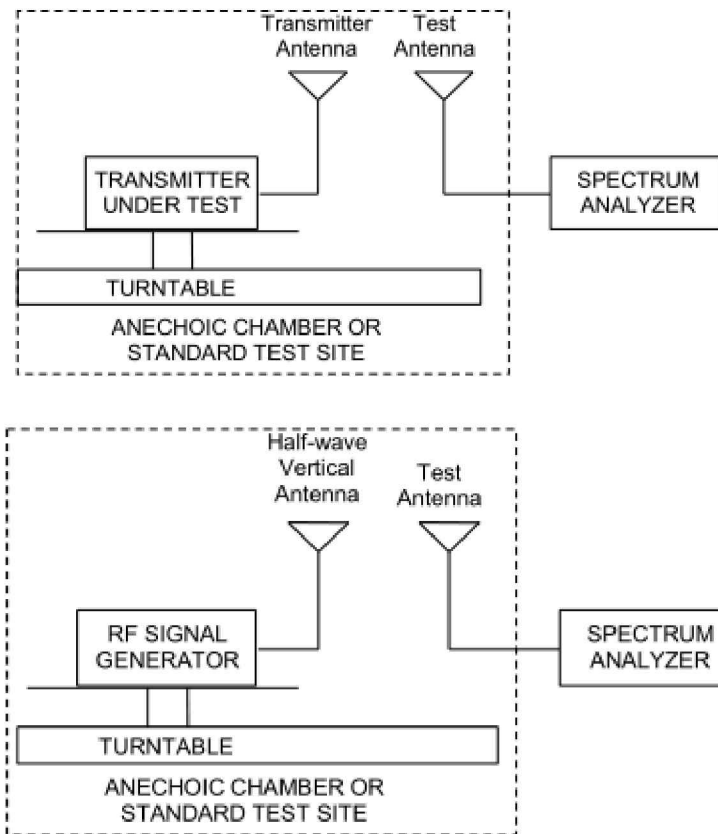 Transmitter
Antenna
Test
Antenna
TRANSMITTER
UNDER TEST
SPECTRUM
ANALYZER
TURNTABLE
ANECHOIC CHAMBER OR
STANDARD TEST SITE
Half-wave
Vertical
Antenna
Test
Antenna
RF SIGNAL
GENERATOR
SPECTRUM
ANALYZER
TURNTABLE
ANECHOIC CHAMBER OR
STANDARD TEST SITE